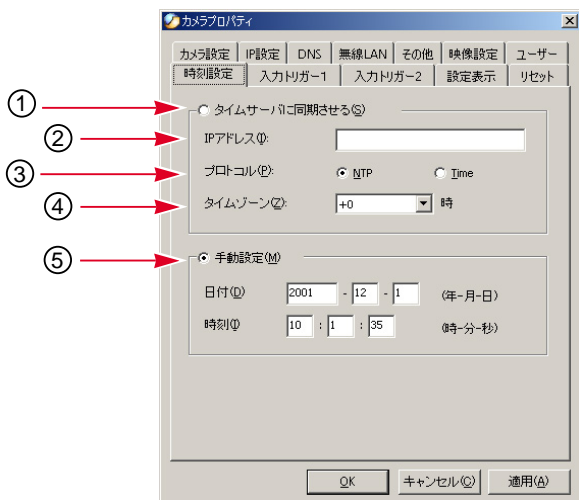 カメラプロパティ
カメラ設定 IP設定 DNS 無線LAN その他 映像設定 ユーザー
時刻設定 入力トリガー1 入力トリガー2 設定表示 リセット
① タイムサーバに同期させる(S)
② IPアドレス(I):
③ プロトコル(P): NTP Time
④ タイムゾーン(Z): +0 時
⑤ 手動設定(M)
日付(D) 2001 - 12 - 1 (年-月-日)
時刻(I) 10 : 1 : 35 (時-分-秒)
OK キャンセル(C) 適用(A)